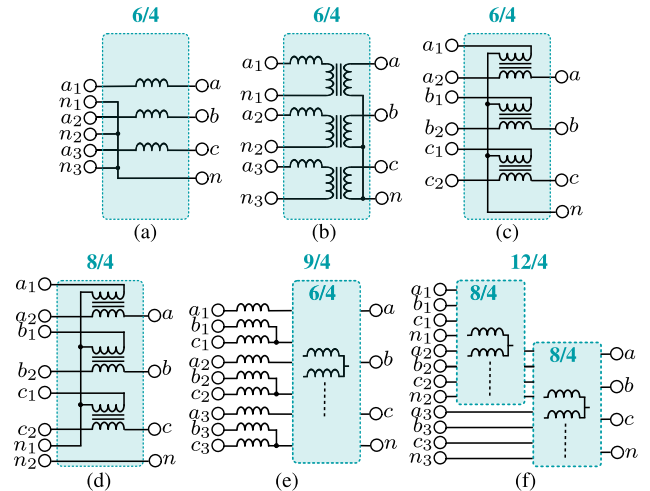 6/4
6/4
6/4
a₁
n₁
a₂
n₂
a₃
n₃
a
b
c
n
(a)
a₁
n₁
a₂
n₂
a₃
n₃
a
b
c
n
(b)
a₁
a₂
b₁
b₂
c₁
c₂
a
b
c
n
(c)
8/4
9/4
12/4
a₁
a₂
b₁
b₂
c₁
c₂
n₁
n₂
a
b
c
n
(d)
a₁
b₁
c₁
a₂
b₂
c₂
a₃
b₃
c₃
6/4
a
b
c
n
(e)
a₁
b₁
c₁
n₁
a₂
b₂
c₂
n₂
a₃
b₃
c₃
n₃
8/4
8/4
a
b
c
n
(f)